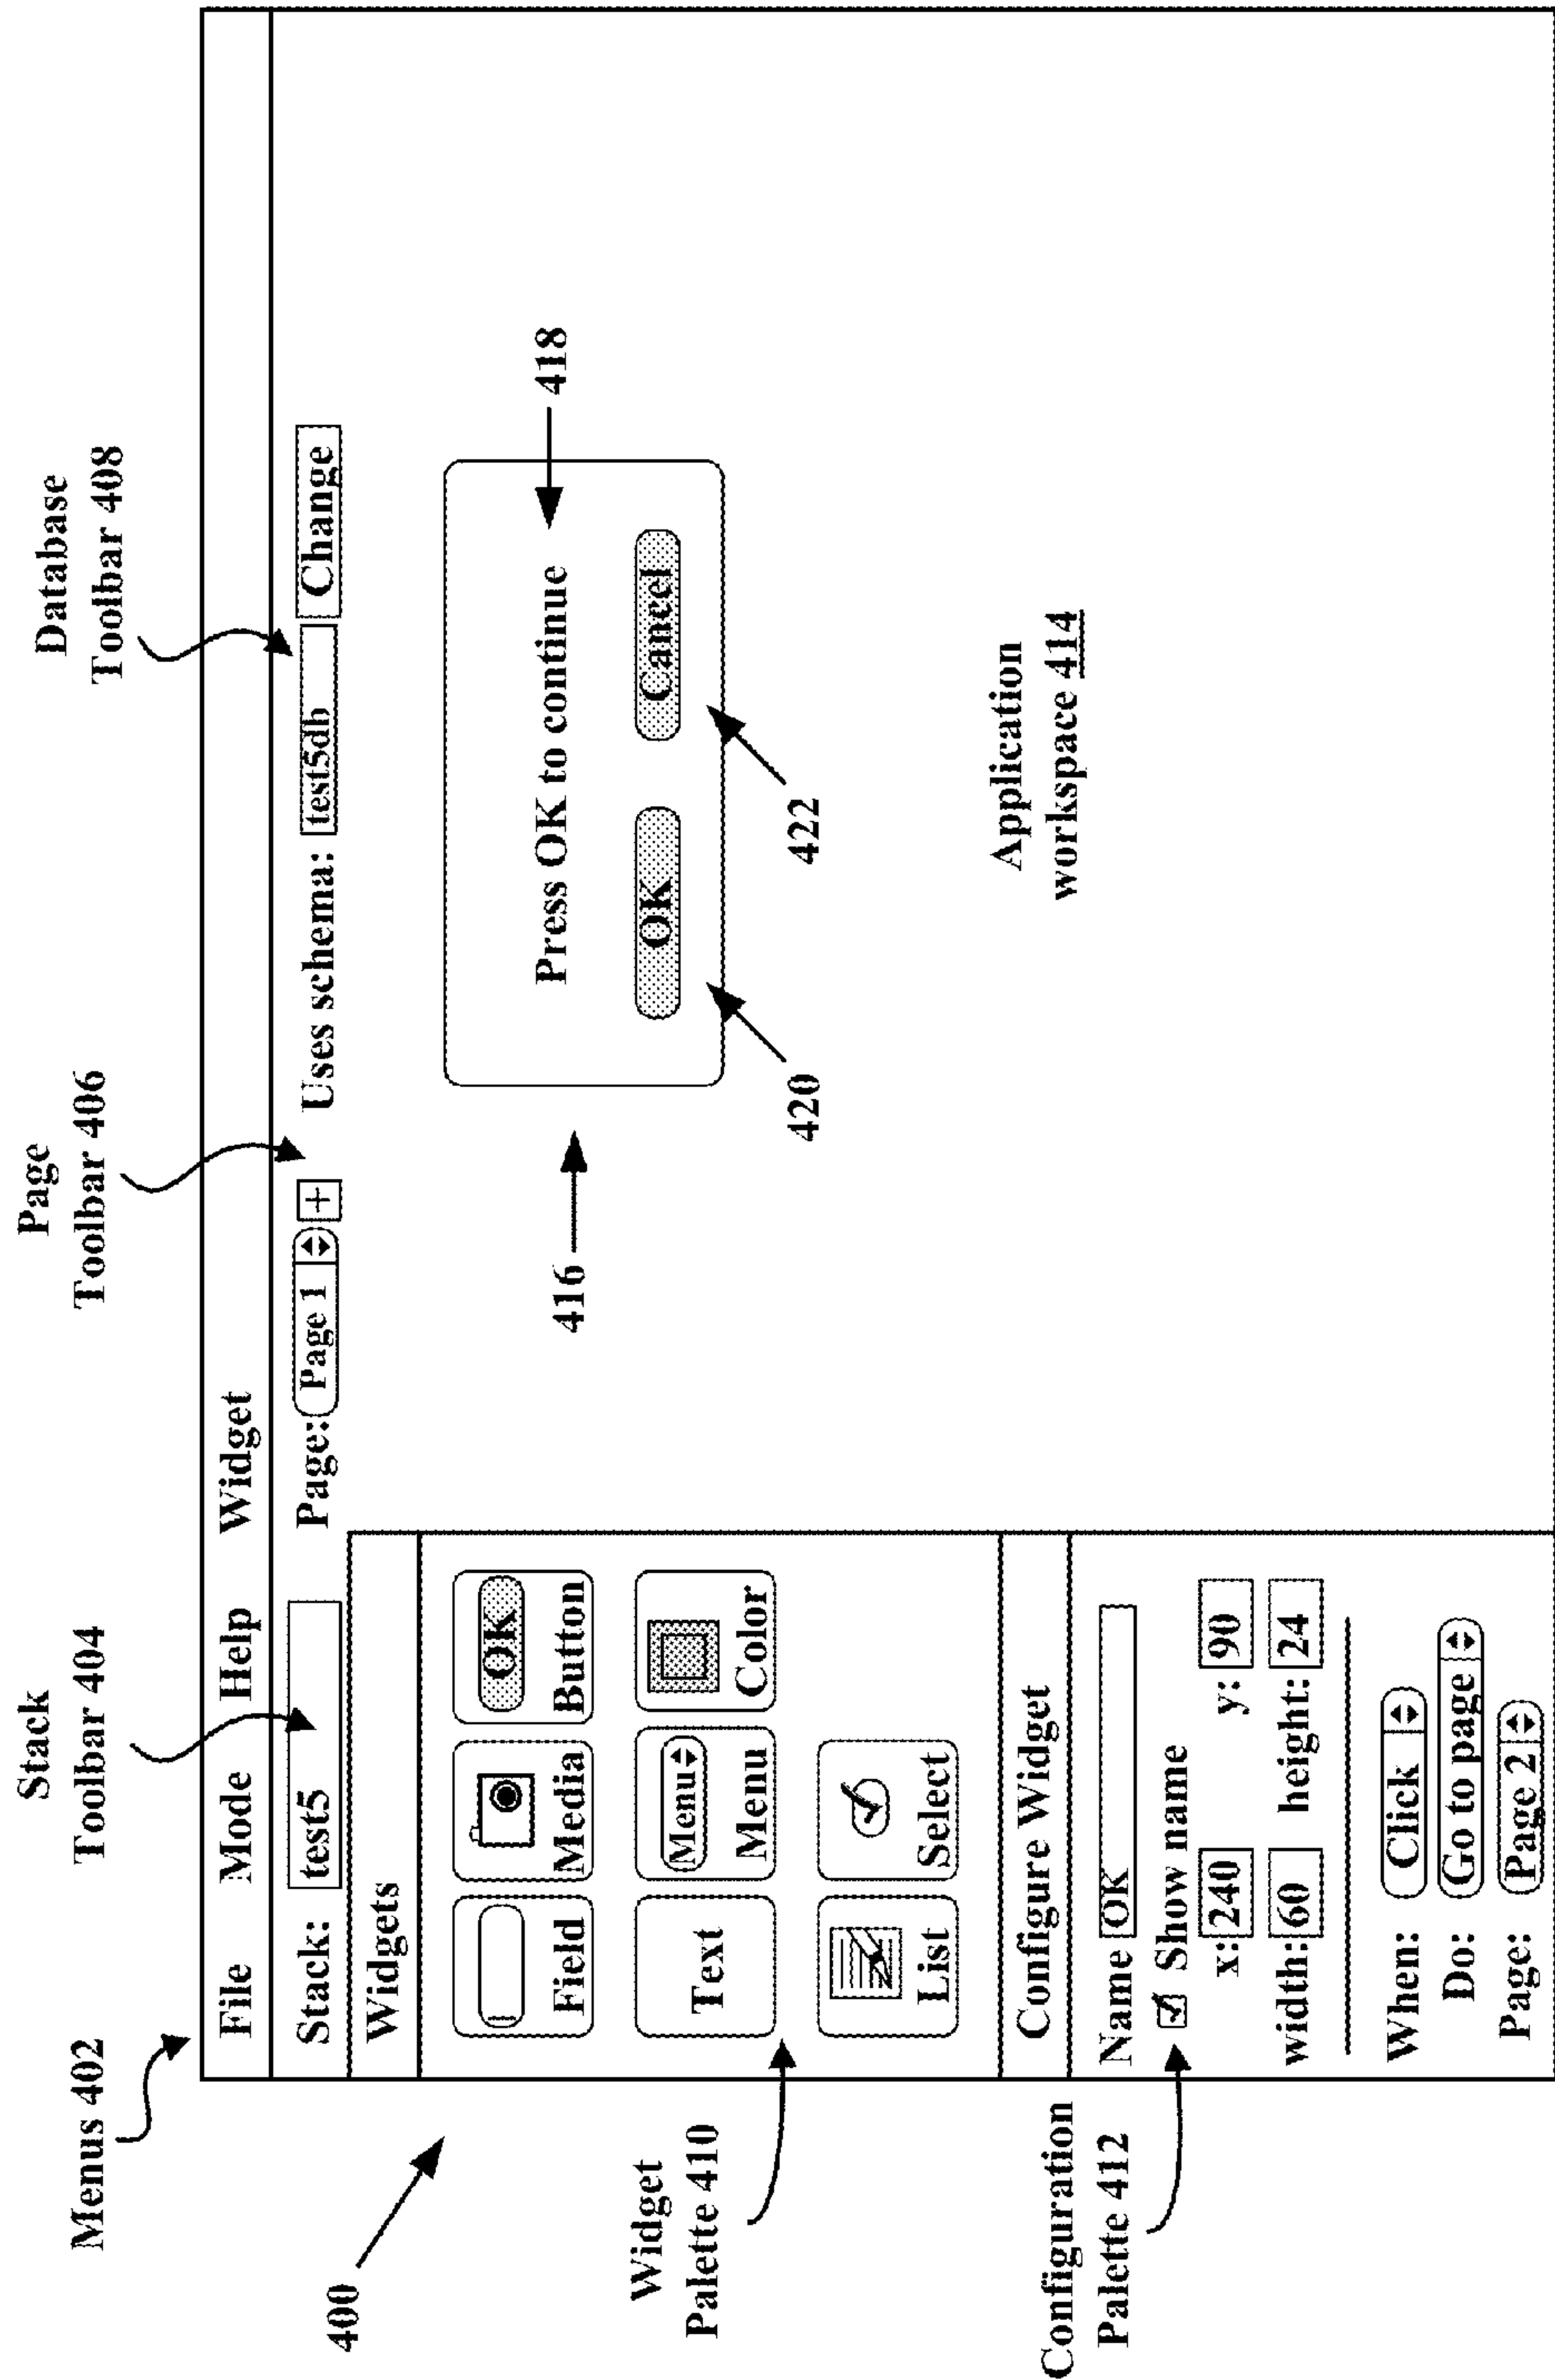 Stack
Toolbar 404
Page
Toolbar 406
Database
Toolbar 408
Menus 402
File Mode Help Widget
Stack: test5 Page: Page 1 + Uses schema: test5db Change
Widgets
400
OK
Field Media Button
Menu
Text Menu Color
List Select
Widget
Palette 410
416
Press OK to continue
418
OK Cancel
420
422
Application
workspace 414
Configure Widget
Configuration
Palette 412
Name OK
Show name
x: 240 y: 90
width: 60 height: 24
When: Click
Do: Go to page
Page: Page 2